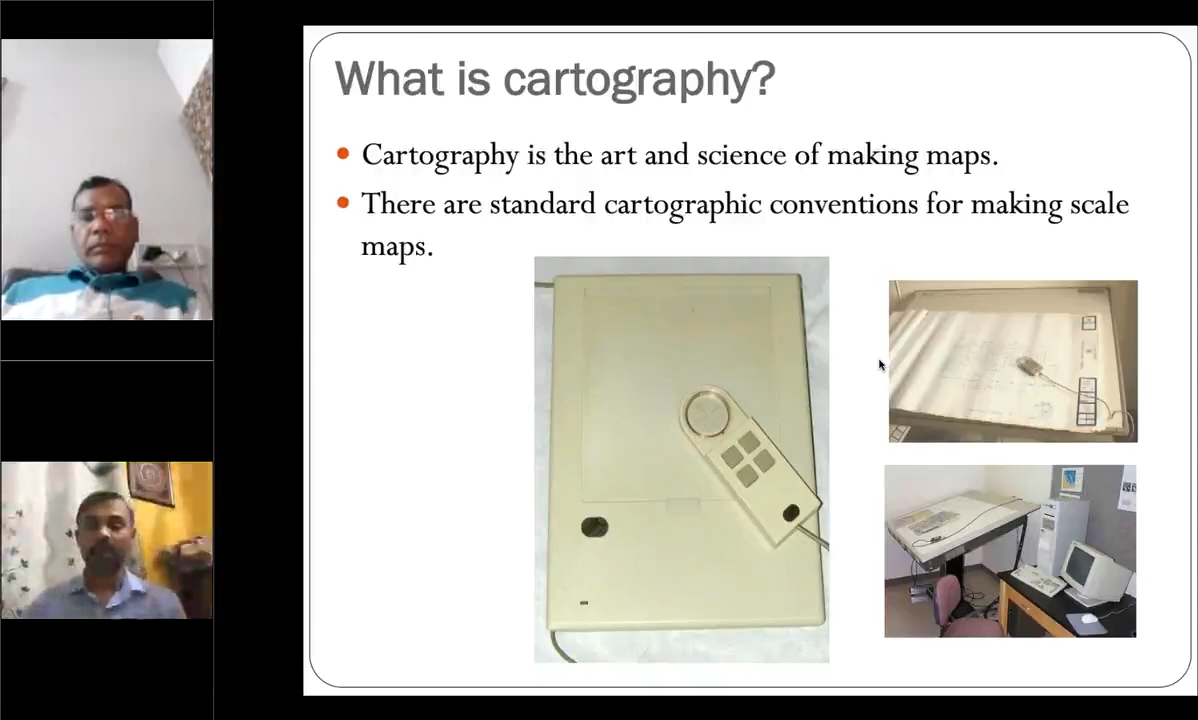 What is cartography?
Cartography is the art and science of making maps.
There are standard cartographic conventions for making scale
maps.